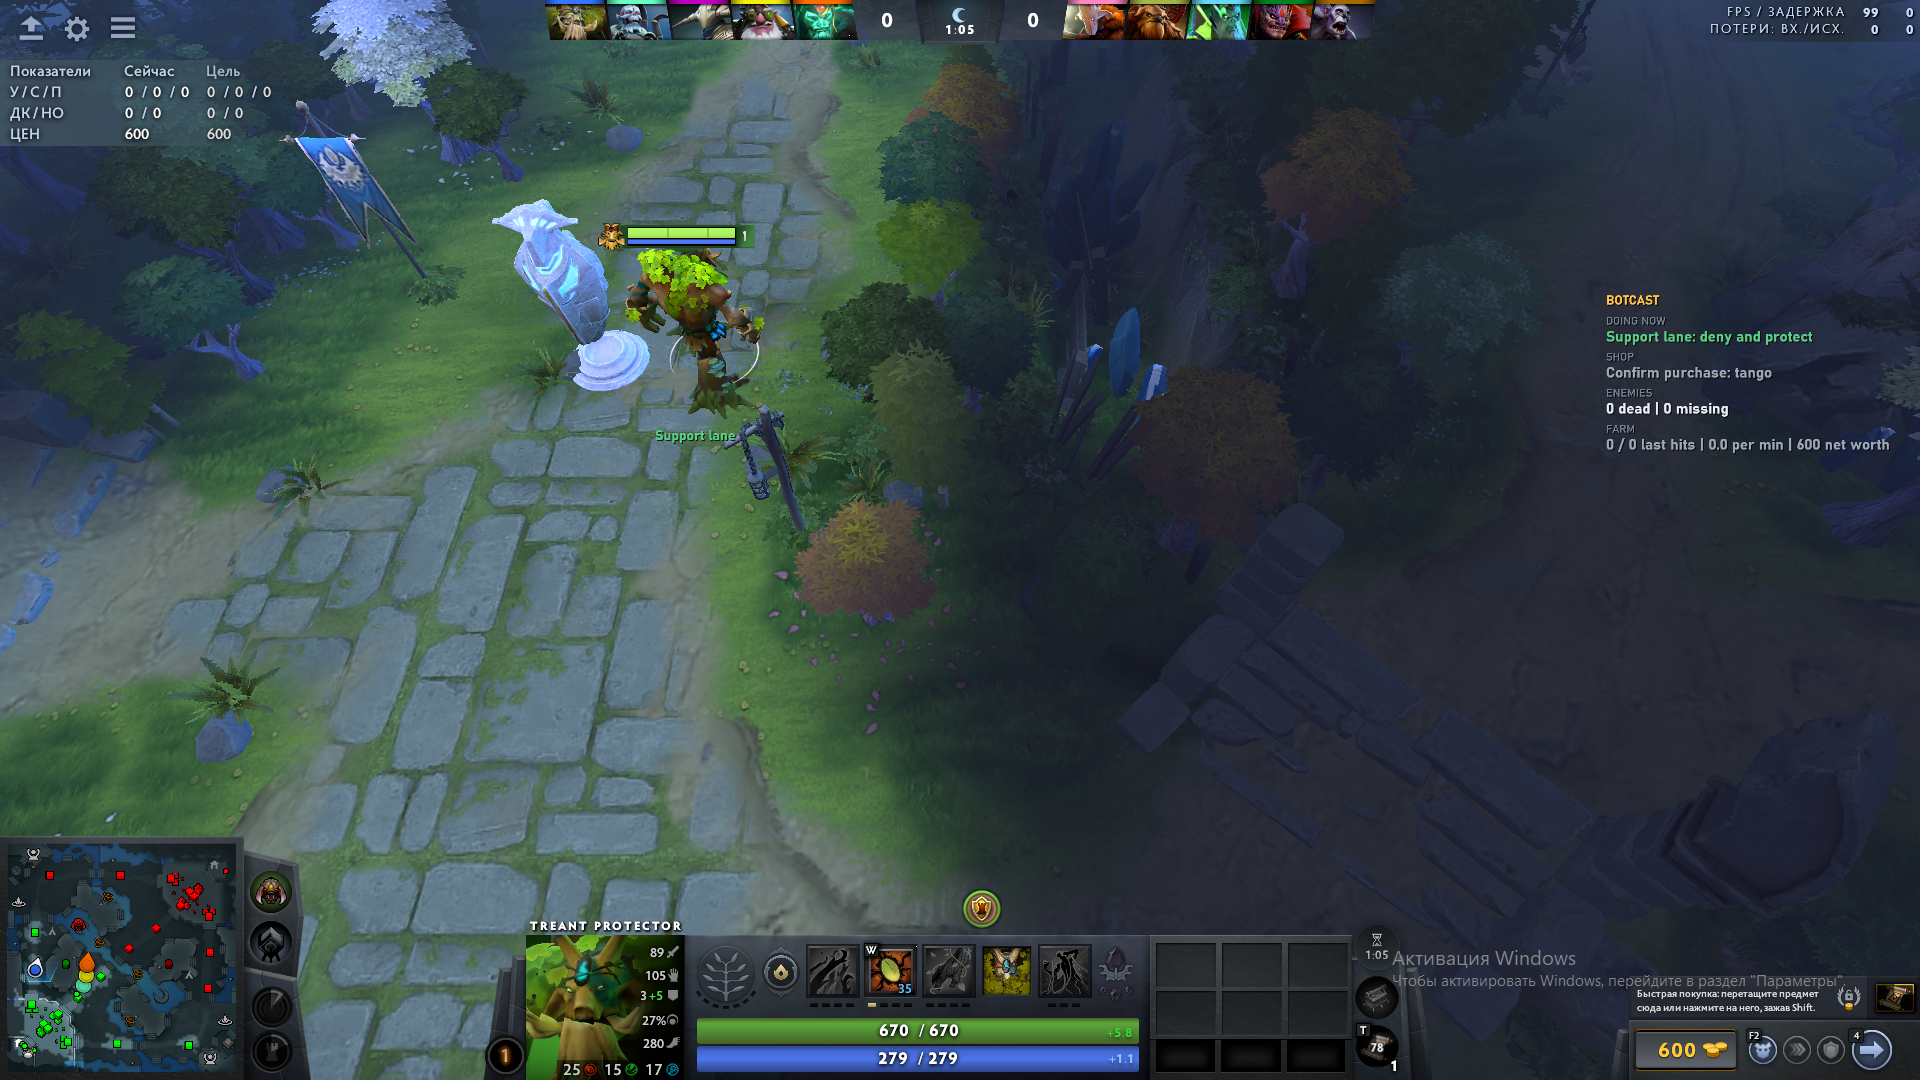 0
1:05
0
FPS / ЗАДЕРЖКА 99 0
ПОТЕРИ: ВХ./ИСХ. 0 0
Показатели Сейчас Цель
У/С/П 0 / 0 / 0 0 / 0 / 0
ДК/НО 0 / 0 0 / 0
ЦЕН 600 600
1
BOTCAST
DOING NOW
Support lane: deny and protect
SHOP
Confirm purchase: tango
ENEMIES
0 dead | 0 missing
FARM
0 / 0 last hits | 0.0 per min | 600 net worth
Support lane
TREANT PROTECTOR
89
105
3+5
27%
280
25 15 17
1
W
35
670 / 670
+5.8
279 / 279
+1.1
1:05
T
78
1
Активация Windows
Чтобы активировать Windows, перейдите в раздел "Параметры".
Быстрая покупка: перетащите предмет
сюда или нажмите на него, зажав Shift.
600
F2
4